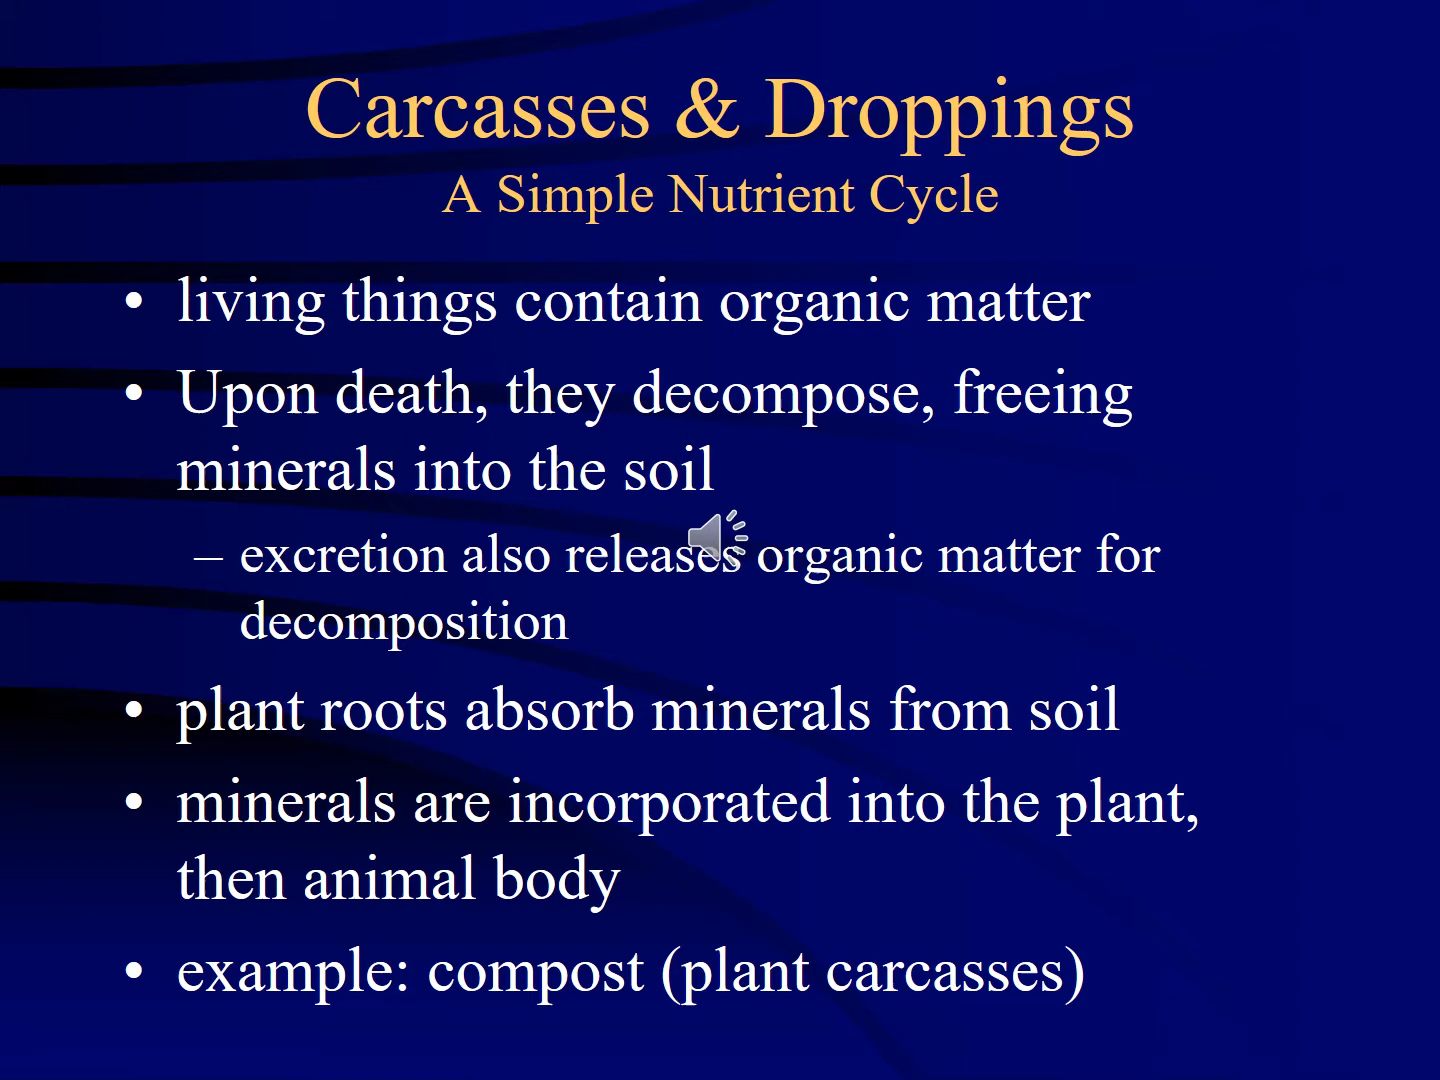 Carcasses & Droppings
A Simple Nutrient Cycle
• living things contain organic matter
• Upon death, they decompose, freeing
minerals into the soil
– excretion also releases organic matter for
decomposition
• plant roots absorb minerals from soil
• minerals are incorporated into the plant,
then animal body
• example: compost (plant carcasses)